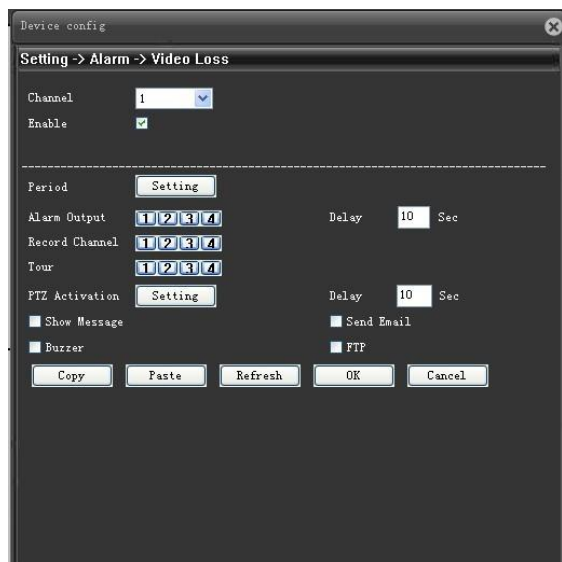 Device config
Setting -> Alarm -> Video Loss
Channel 1
Enable
Period Setting
Alarm Output 1 2 3 4 Delay 10 Sec
Record Channel 1 2 3 4
Tour 1 2 3 4
PTZ Activation Setting Delay 10 Sec
Show Message Send Email
Buzzer FTP
Copy Paste Refresh OK Cancel